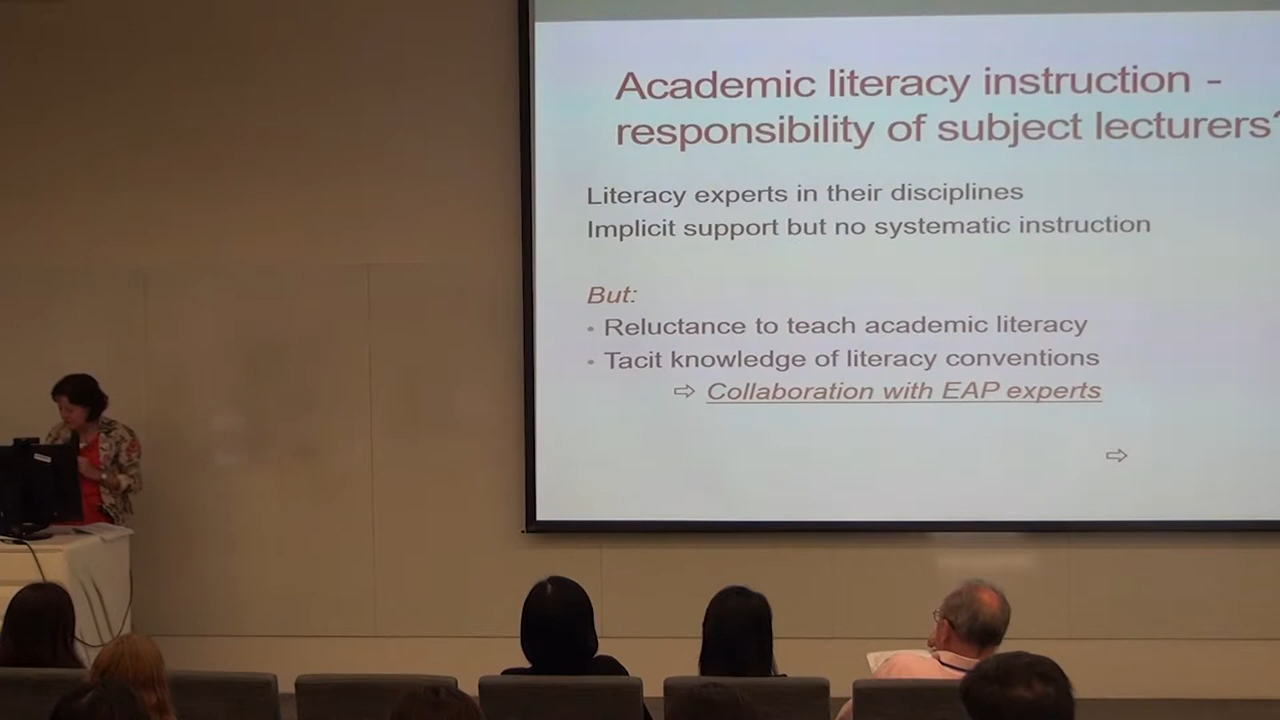 Academic literacy instruction -
responsibility of subject lecturers?
Literacy experts in their disciplines
Implicit support but no systematic instruction
But:
• Reluctance to teach academic literacy
• Tacit knowledge of literacy conventions
⇨ Collaboration with EAP experts
⇨